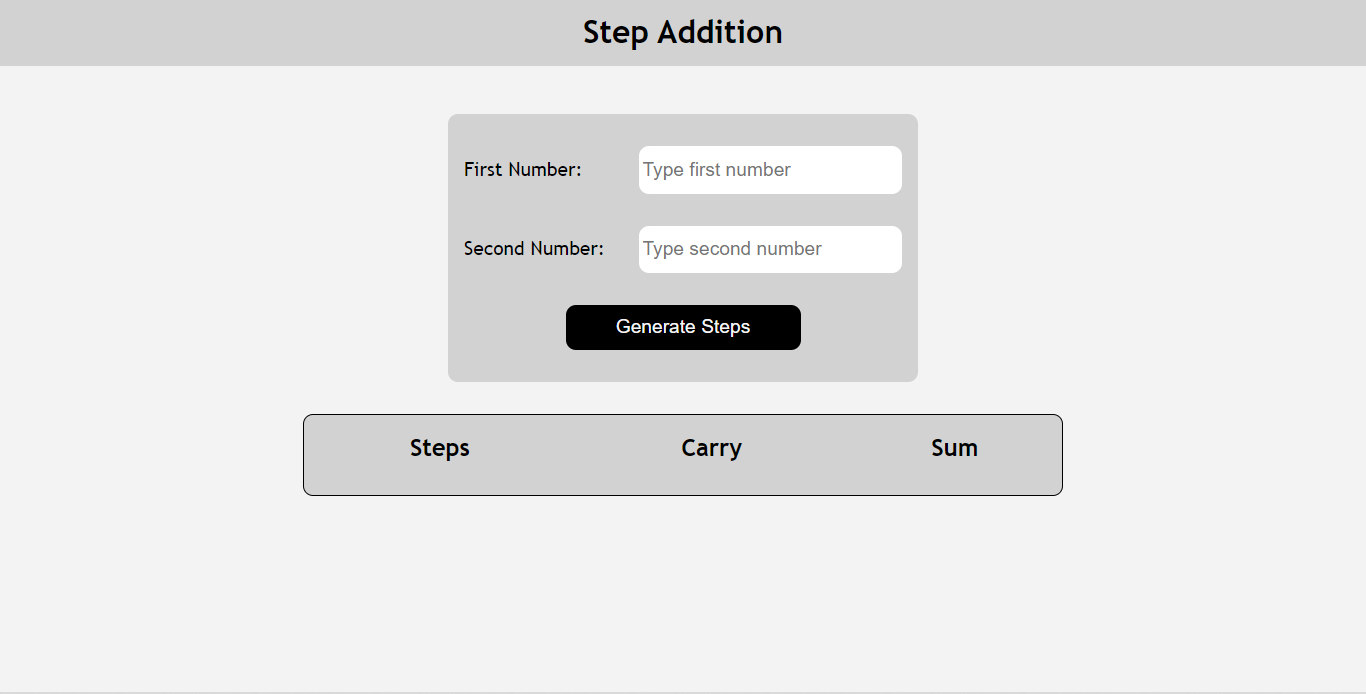 Step Addition
First Number: Type first number
Second Number: Type second number
Generate Steps
Steps Carry Sum